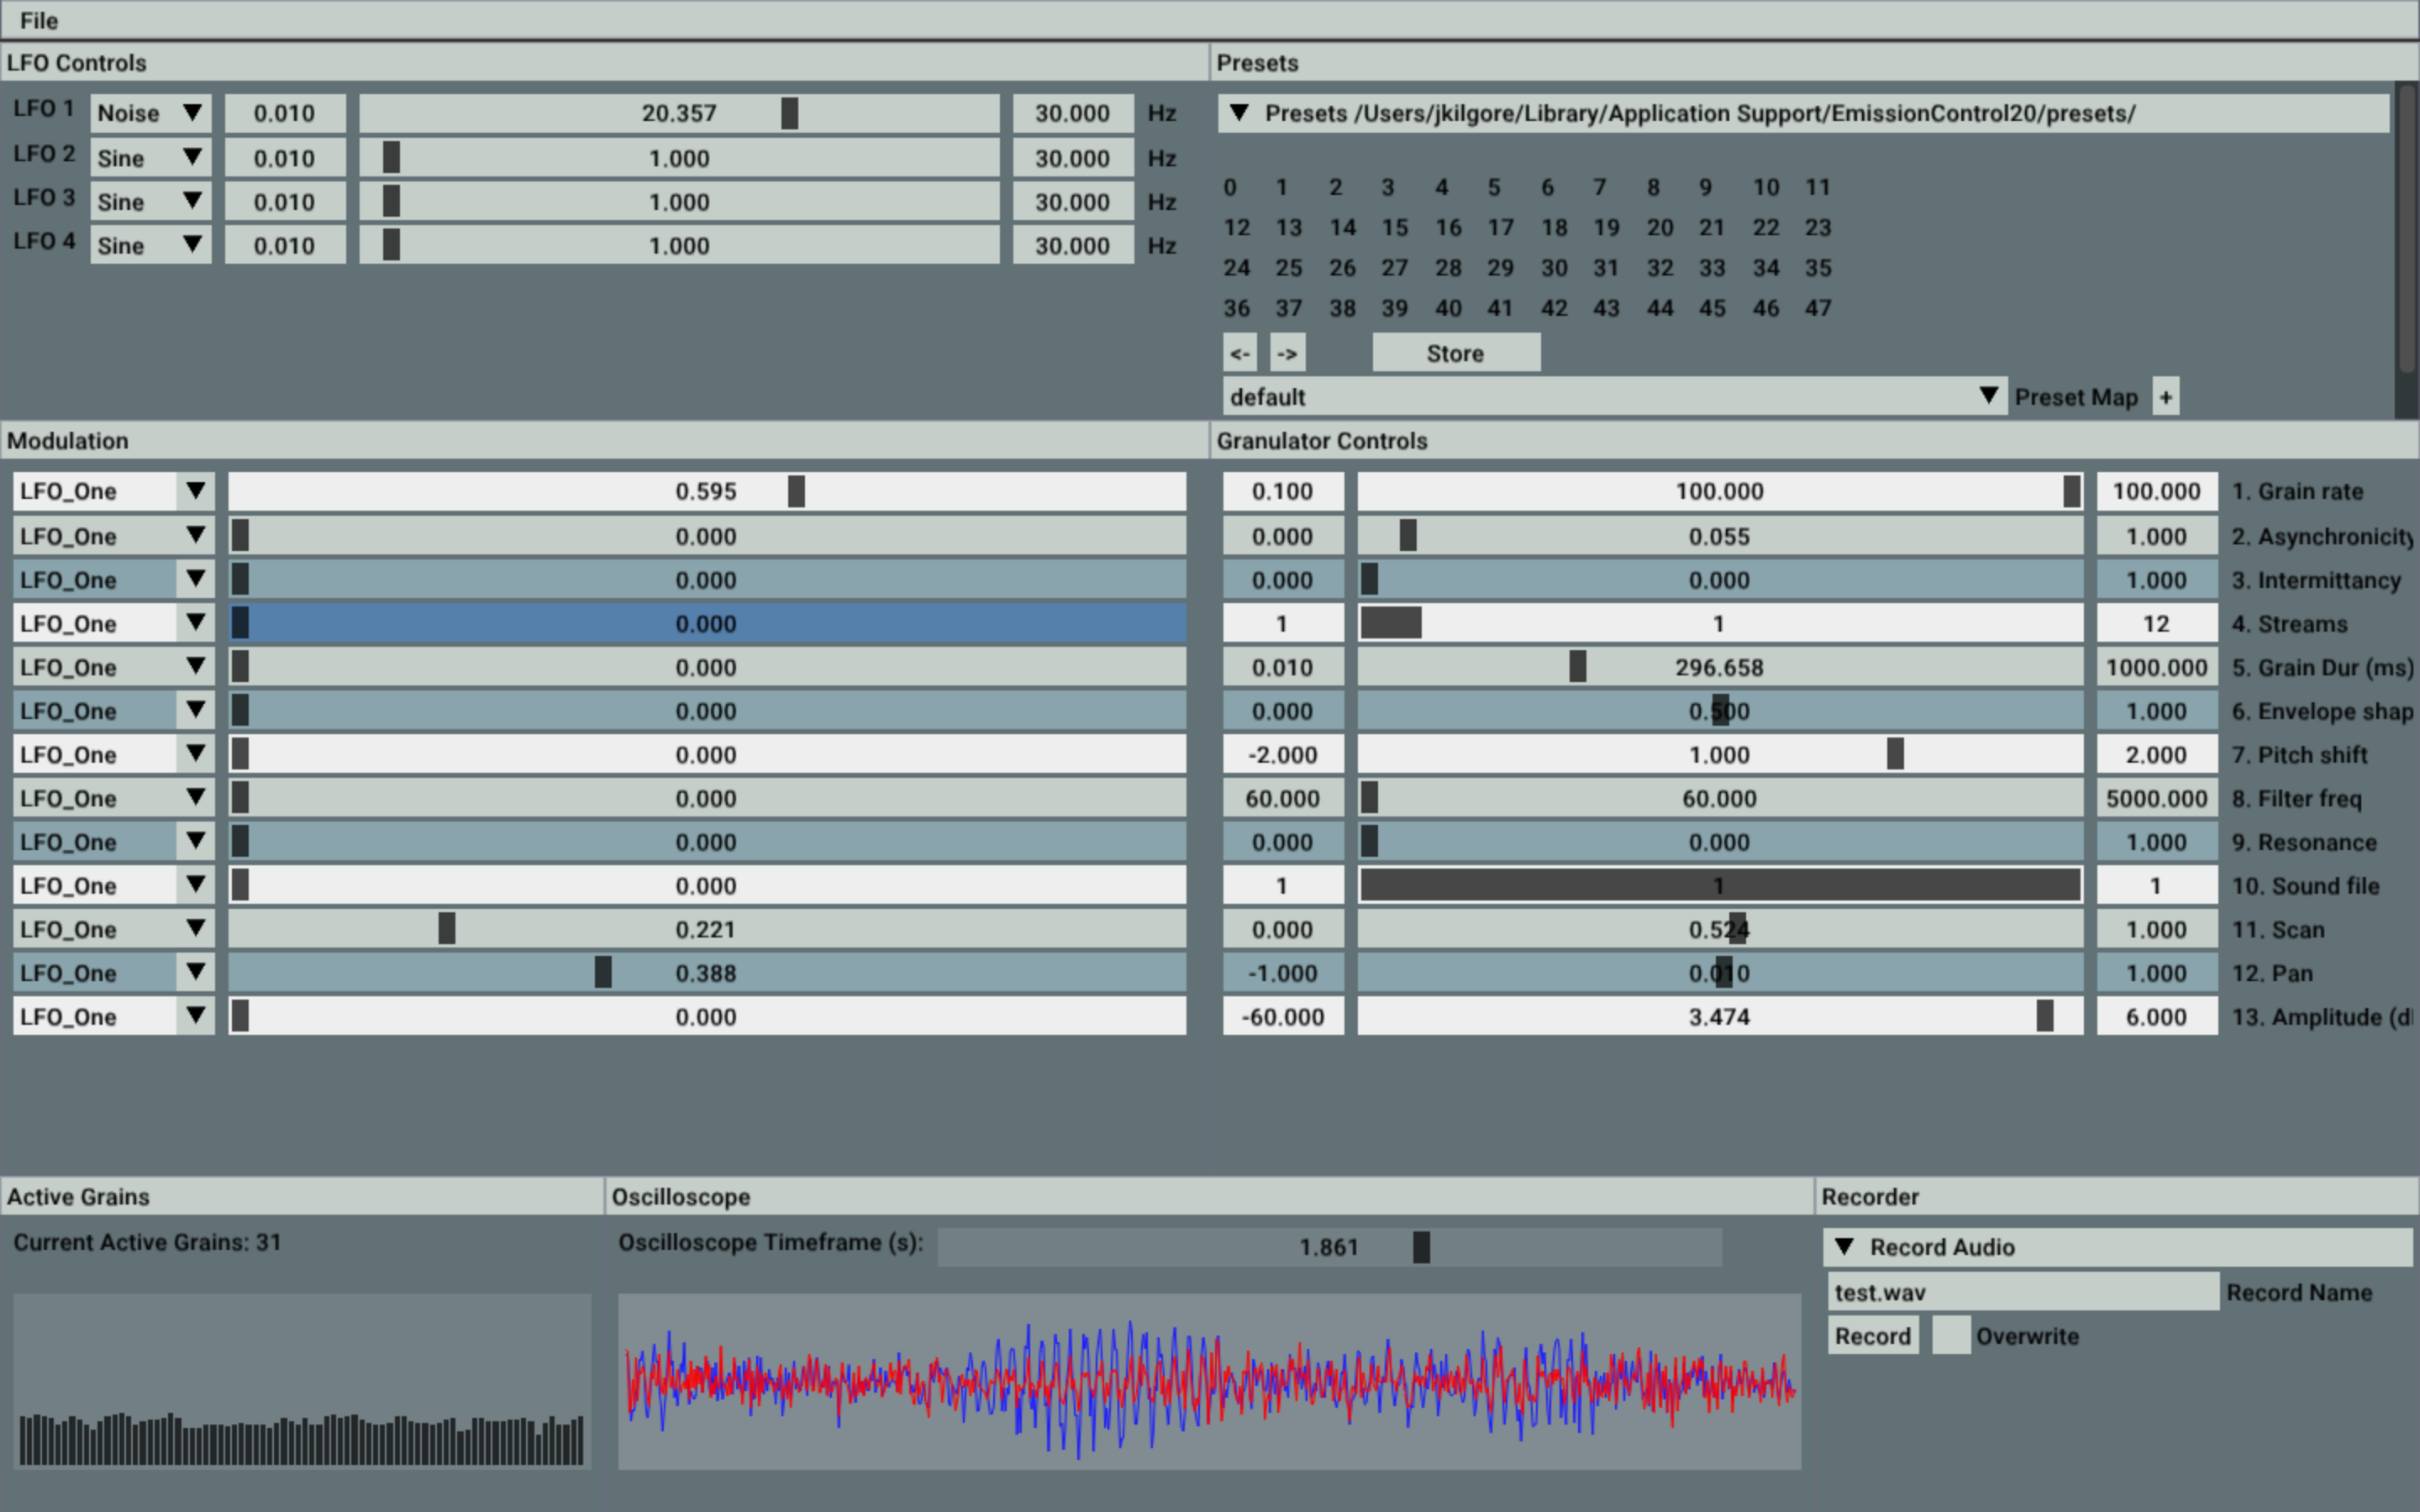 File
LFO Controls
LFO 1 Noise 0.010 20.357 30.000 Hz
LFO 2 Sine 0.010 1.000 30.000 Hz
LFO 3 Sine 0.010 1.000 30.000 Hz
LFO 4 Sine 0.010 1.000 30.000 Hz
Presets
Presets /Users/jkilgore/Library/Application Support/EmissionControl20/presets/
0 1 2 3 4 5 6 7 8 9 10 11
12 13 14 15 16 17 18 19 20 21 22 23
24 25 26 27 28 29 30 31 32 33 34 35
36 37 38 39 40 41 42 43 44 45 46 47
<- -> Store
default Preset Map +
Modulation
LFO_One 0.595
LFO_One 0.000
LFO_One 0.000
LFO_One 0.000
LFO_One 0.000
LFO_One 0.000
LFO_One 0.000
LFO_One 0.000
LFO_One 0.000
LFO_One 0.000
LFO_One 0.221
LFO_One 0.388
LFO_One 0.000
Granulator Controls
0.100 100.000 100.000 1. Grain rate
0.000 0.055 1.000 2. Asynchronicity
0.000 0.000 1.000 3. Intermittancy
1 1 12 4. Streams
0.010 296.658 1000.000 5. Grain Dur (ms)
0.000 0.500 1.000 6. Envelope shap
-2.000 1.000 2.000 7. Pitch shift
60.000 60.000 5000.000 8. Filter freq
0.000 0.000 1.000 9. Resonance
1 1 1 10. Sound file
0.000 0.524 1.000 11. Scan
-1.000 0.010 1.000 12. Pan
-60.000 3.474 6.000 13. Amplitude (d
Active Grains
Current Active Grains: 31
Oscilloscope
Oscilloscope Timeframe (s): 1.861
Recorder
Record Audio
test.wav Record Name
Record Overwrite